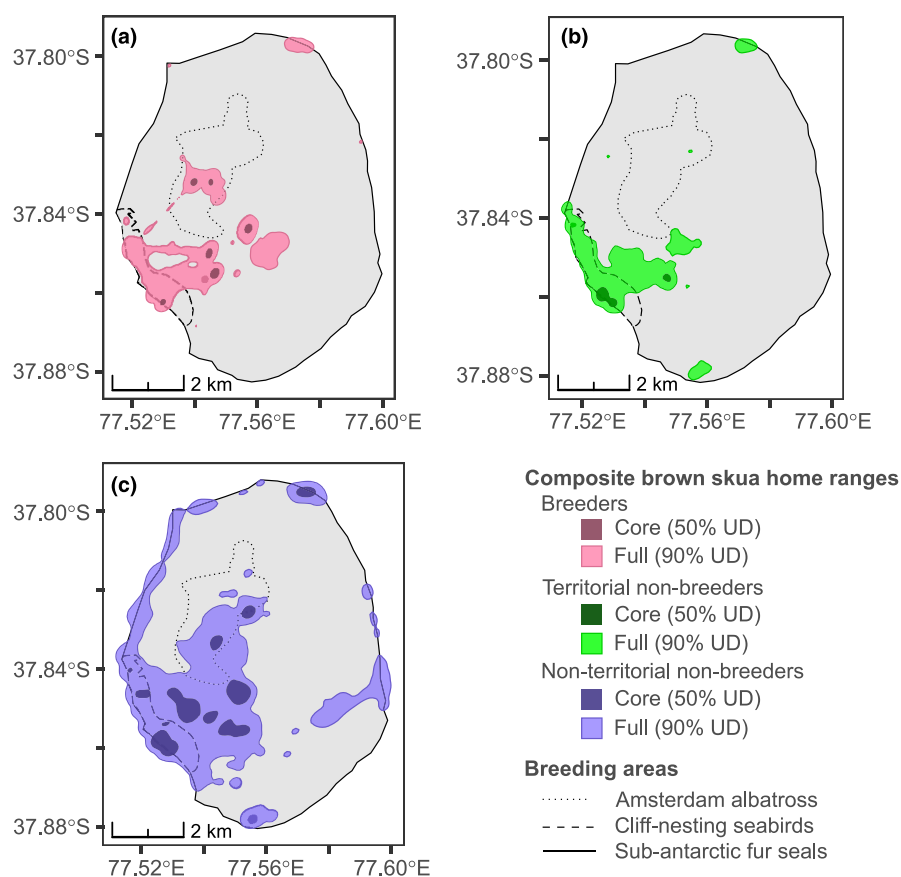 (a)
37.80°S
37.84°S
37.88°S
2 km
77.52°E
77.56°E
77.60°E
(b)
37.80°S
37.84°S
37.88°S
2 km
77.52°E
77.56°E
77.60°E
(c)
37.80°S
37.84°S
37.88°S
2 km
77.52°E
77.56°E
77.60°E
Composite brown skua home ranges
Breeders
Core (50% UD)
Full (90% UD)
Territorial non-breeders
Core (50% UD)
Full (90% UD)
Non-territorial non-breeders
Core (50% UD)
Full (90% UD)
Breeding areas
Amsterdam albatross
Cliff-nesting seabirds
Sub-antarctic fur seals